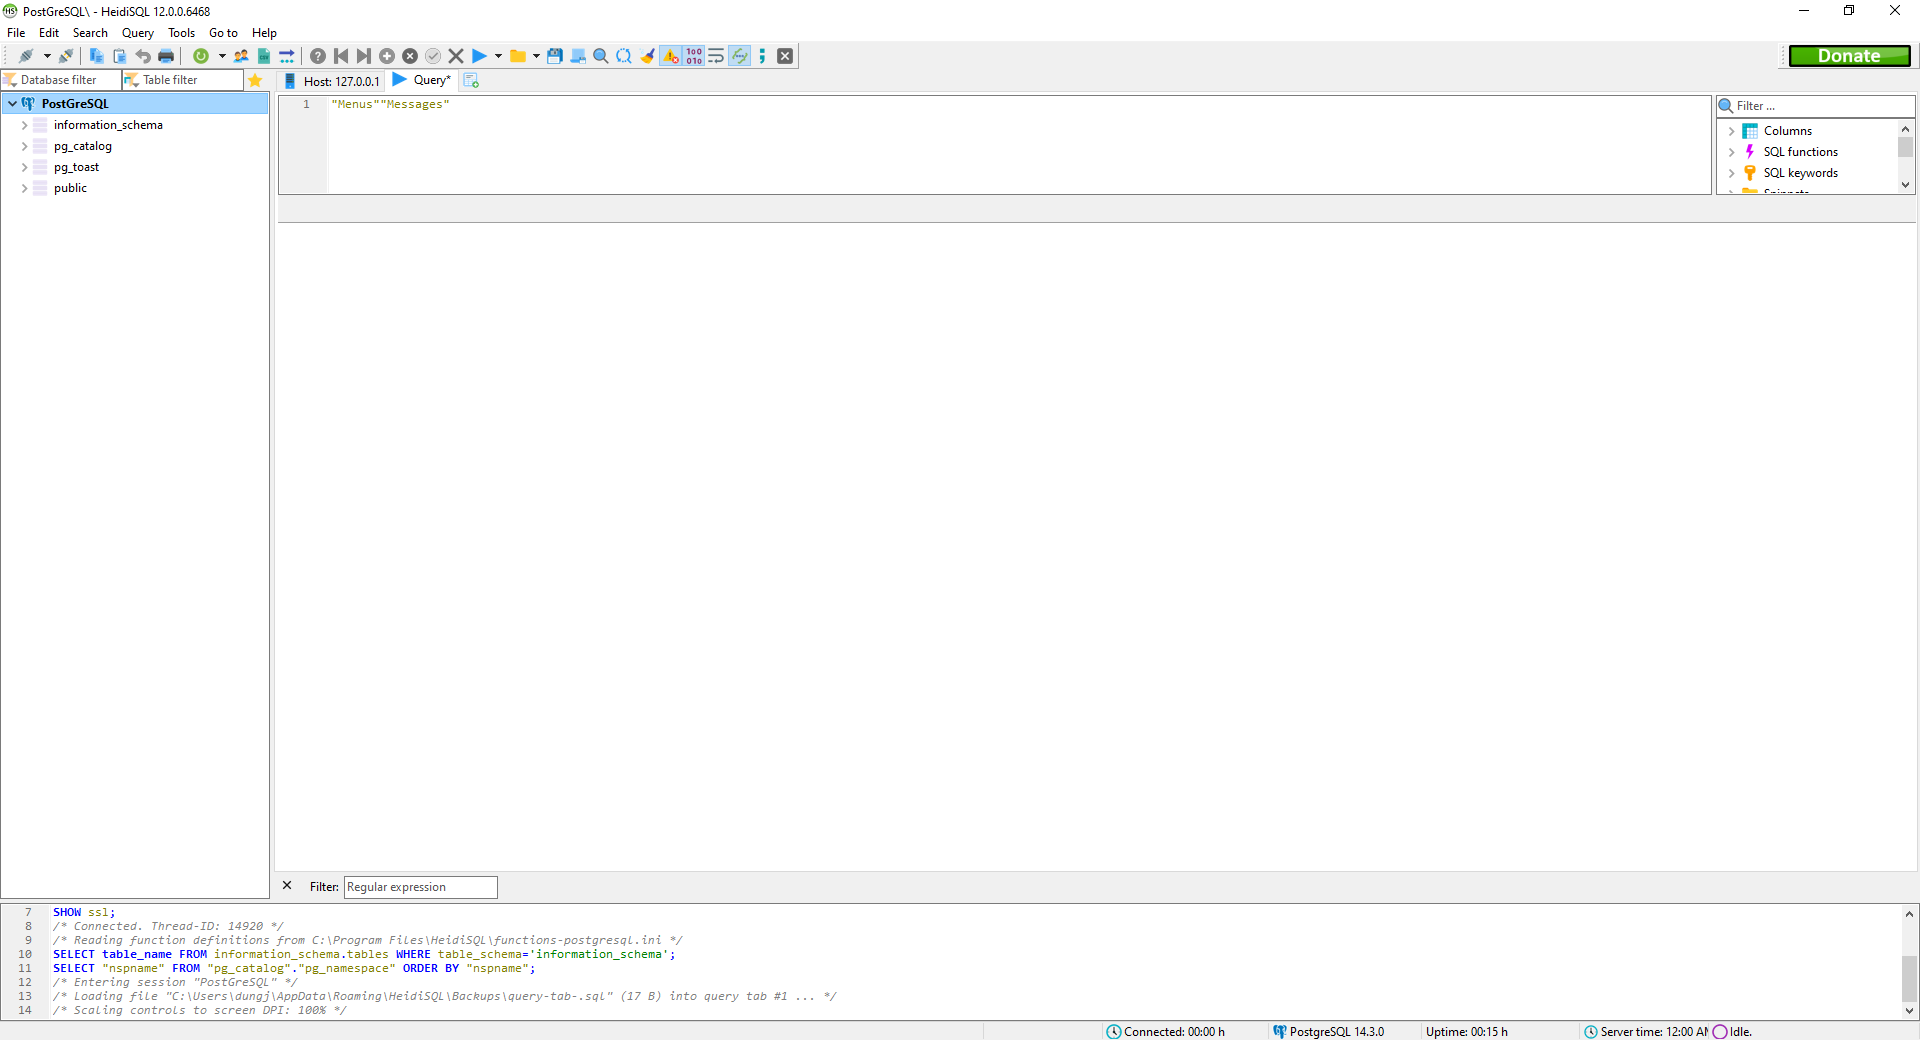 PostGreSQL\ - HeidiSQL 12.0.0.6468
File Edit Search Query Tools Go to Help
Donate
Database filter Table filter Host: 127.0.0.1 Query*
PostGreSQL
information_schema
pg_catalog
pg_toast
public
1 "Menus""Messages"
Filter ...
Columns
SQL functions
SQL keywords
Snippets
Filter: Regular expression
7 SHOW ssl;
8 /* Connected. Thread-ID: 14920 */
9 /* Reading function definitions from C:\Program Files\HeidiSQL\functions-postgresql.ini */
10 SELECT table_name FROM information_schema.tables WHERE table_schema='information_schema';
11 SELECT "nspname" FROM "pg_catalog"."pg_namespace" ORDER BY "nspname";
12 /* Entering session "PostGreSQL" */
13 /* Loading file "C:\Users\dungj\AppData\Roaming\HeidiSQL\Backups\query-tab-.sql" (17 B) into query tab #1 ... */
14 /* Scaling controls to screen DPI: 100% */
Connected: 00:00 h PostgreSQL 14.3.0 Uptime: 00:15 h Server time: 12:00 AM Idle.